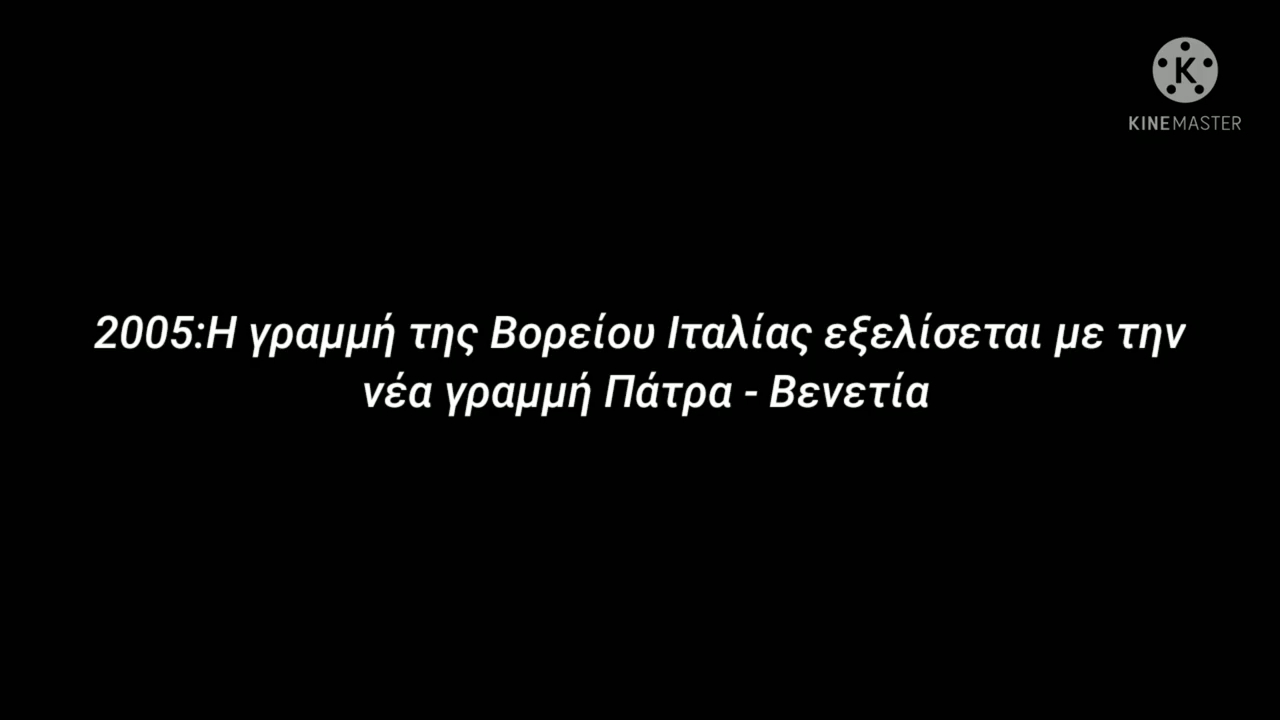 KINEMASTER
2005:Η γραμμή της Βορείου Ιταλίας εξελίσεται με την
νέα γραμμή Πάτρα - Βενετία